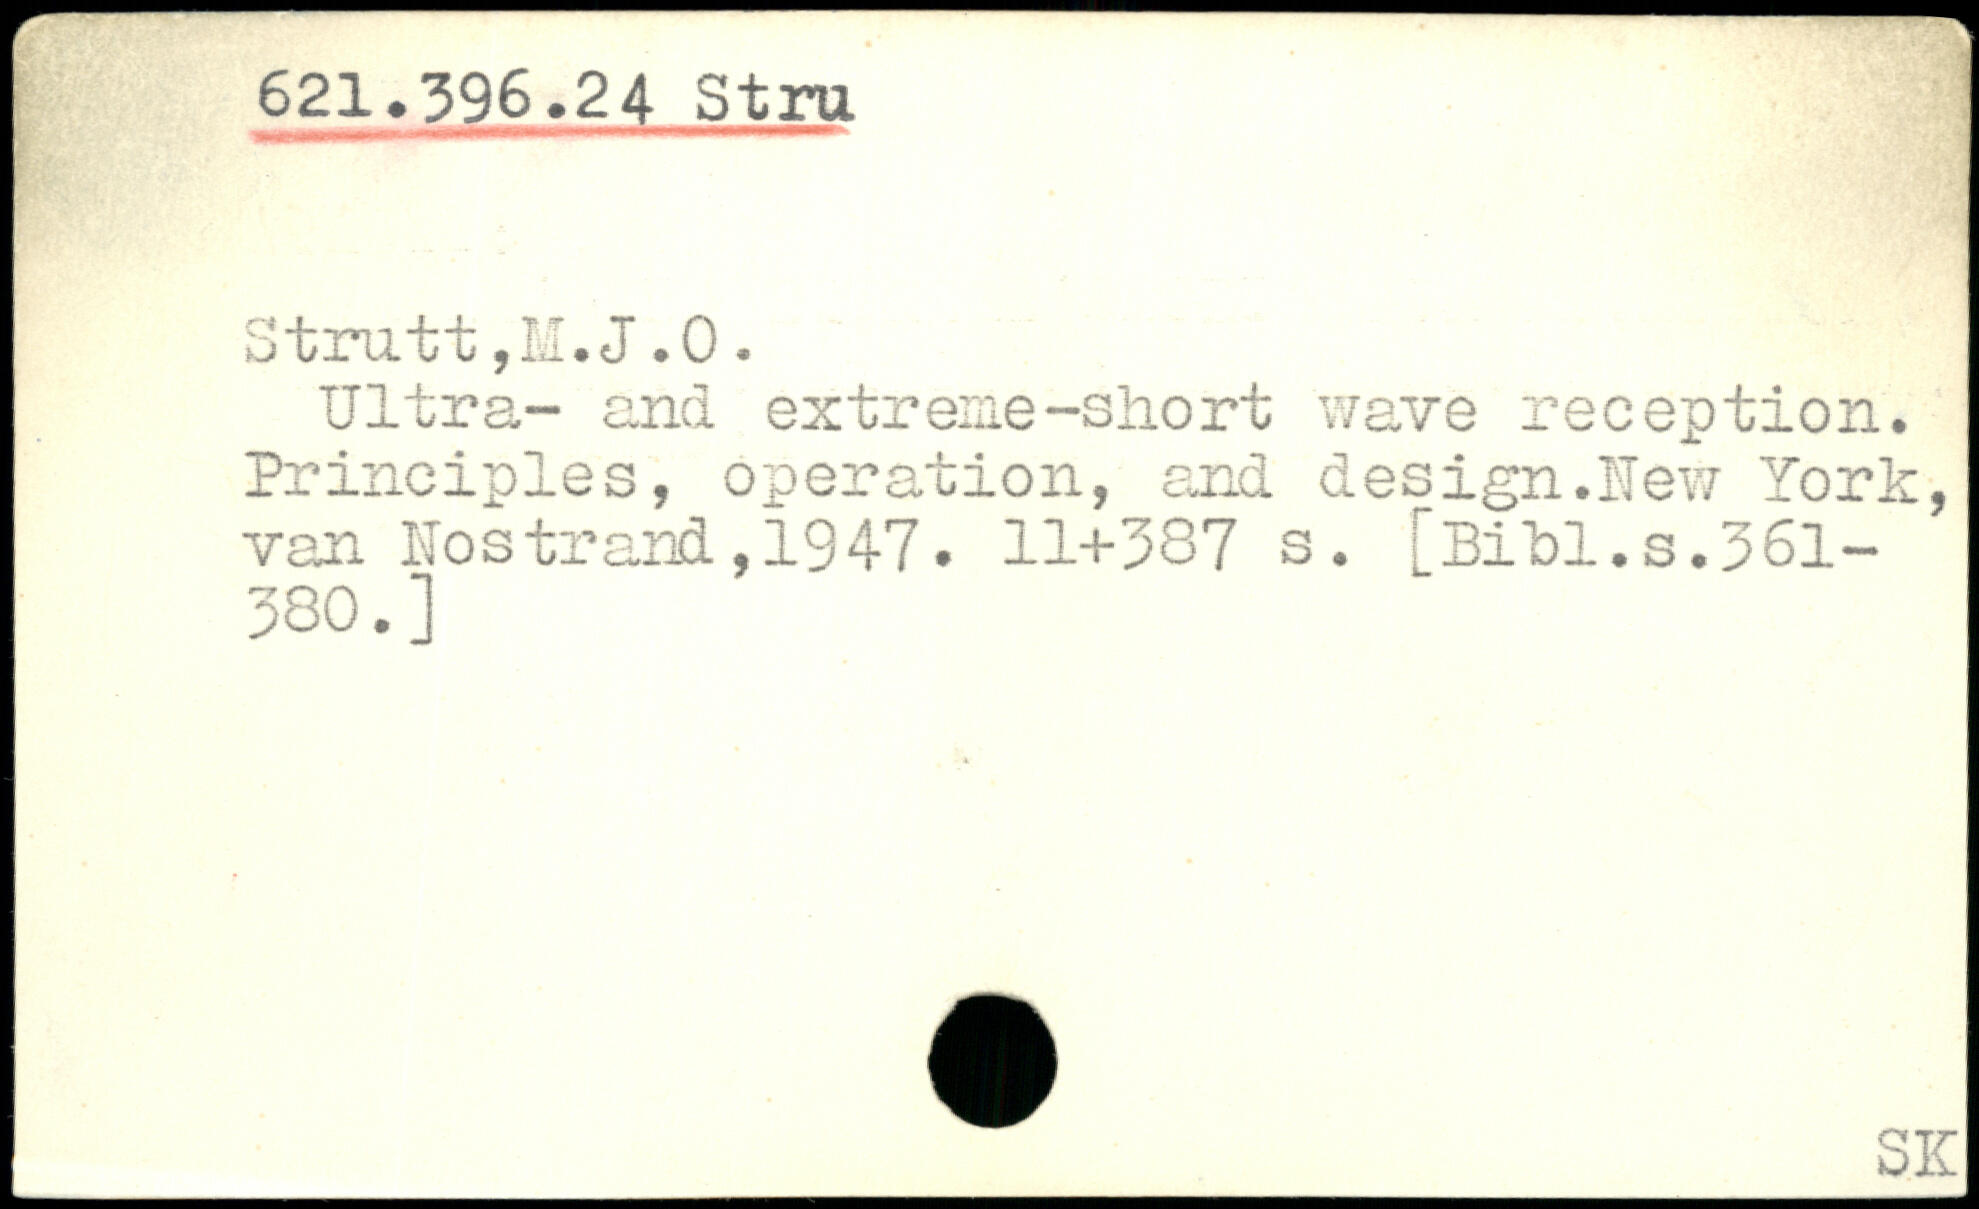 621.396.24 Stru
Strutt,M.J.O.
Ultra- and extreme-short wave reception.
Principles, operation, and design.New York,
van Nostrand,1947. 11+387 s. [Bibl.s.361-
380.]
SK